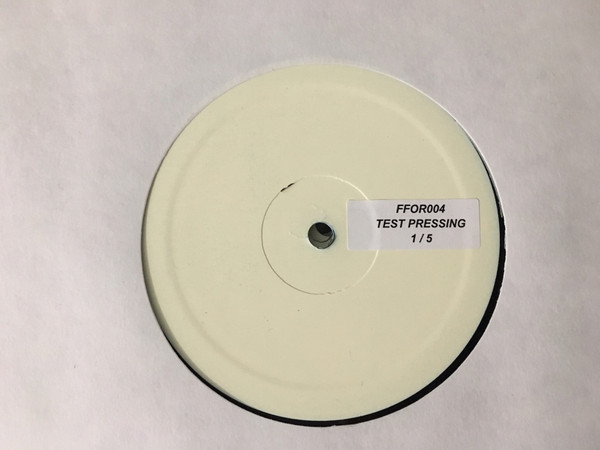 FFOR004
TEST PRESSING
1 / 5